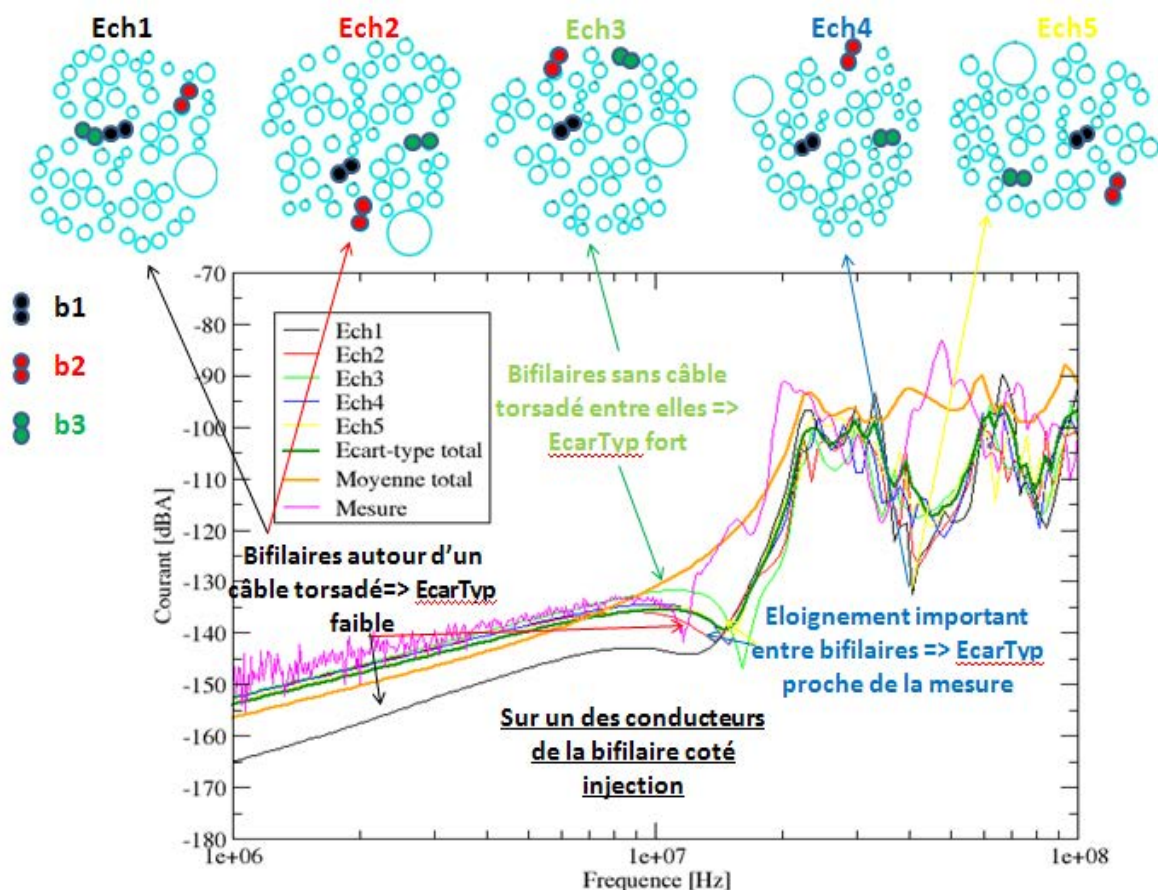 Ech1
Ech2
Ech3
Ech4
Ech5
b1
b2
b3
-70
-80
-90
-100
-110
-120
-130
-140
-150
-160
-170
-180
Courant [dBA]
Ech1
Ech2
Ech3
Ech4
Ech5
Ecart-type total
Moyenne total
Mesure
Bifilaires sans câble
torsadé entre elles =>
EcarTyp fort
Bifilaires autour d’un
câble torsadé=> EcarTyp
faible
Eloignement important
entre bifilaires => EcarTyp
proche de la mesure
Sur un des conducteurs
de la bifilaire coté
injection
1e+06
1e+07
1e+08
Frequence [Hz]